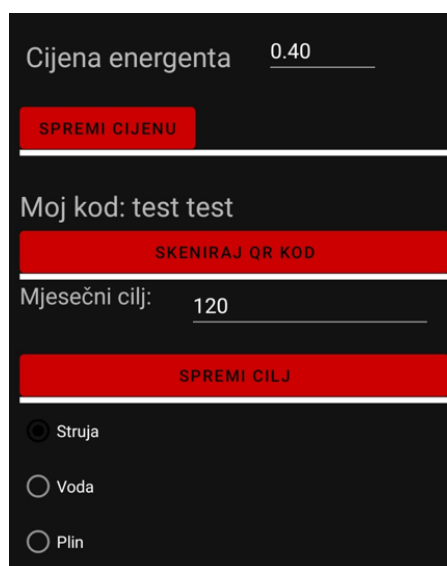 Cijena energenta 0.40
SPREMI CIJENU
Moj kod: test test
SKENIRAJ QR KOD
Mjesečni cilj: 120
SPREMI CILJ
Struja
Voda
Plin